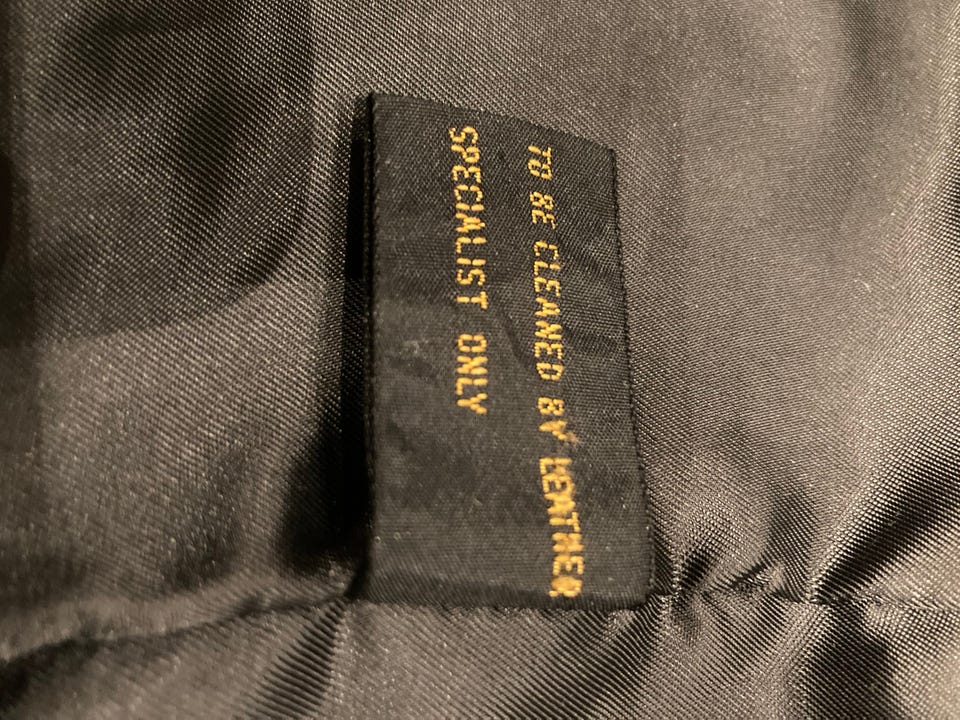 TO BE CLEANED BY LEATHER
SPECIALIST ONLY